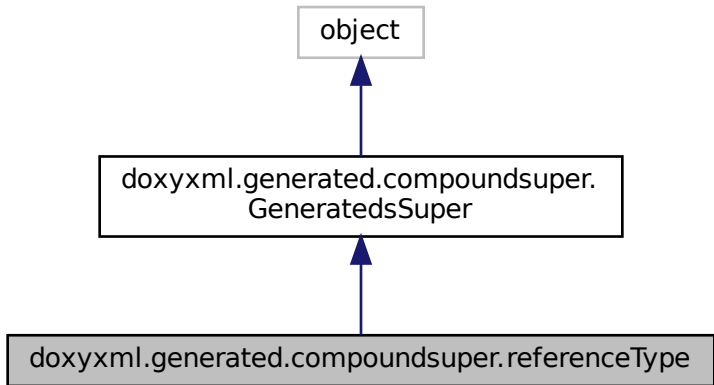 object
doxyxml.generated.compoundsuper.
GeneratedsSuper
doxyxml.generated.compoundsuper.referenceType